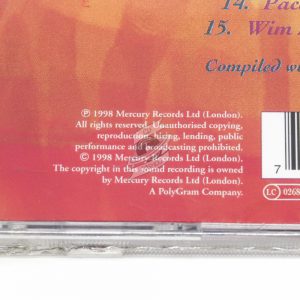 14. Pac
15. Wim
Compiled w
℗ 1998 Mercury Records Ltd (London).
All rights reserved. Unauthorised copying,
reproduction, hiring, lending, public
performance and broadcasting prohibited.
© 1998 Mercury Records Ltd (London).
The copyright in this sound recording is owned
by Mercury Records Ltd (London).
A PolyGram Company.
7
LC 0268